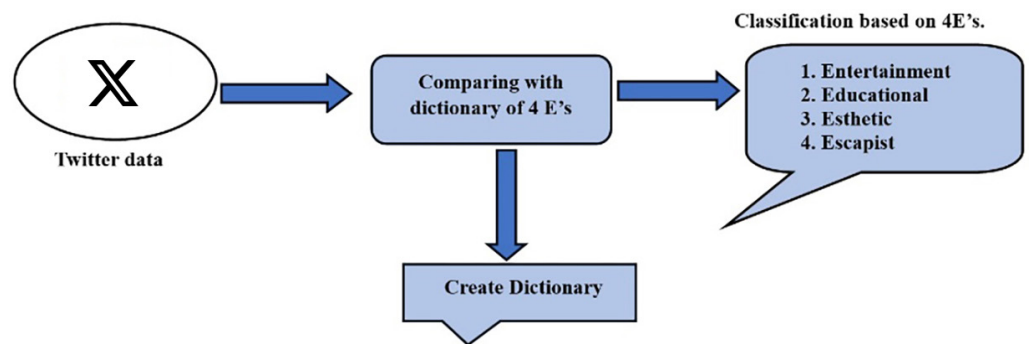 Classification based on 4E's.
𝕏
Twitter data
Comparing with
dictionary of 4 E's
1. Entertainment
2. Educational
3. Esthetic
4. Escapist
Create Dictionary